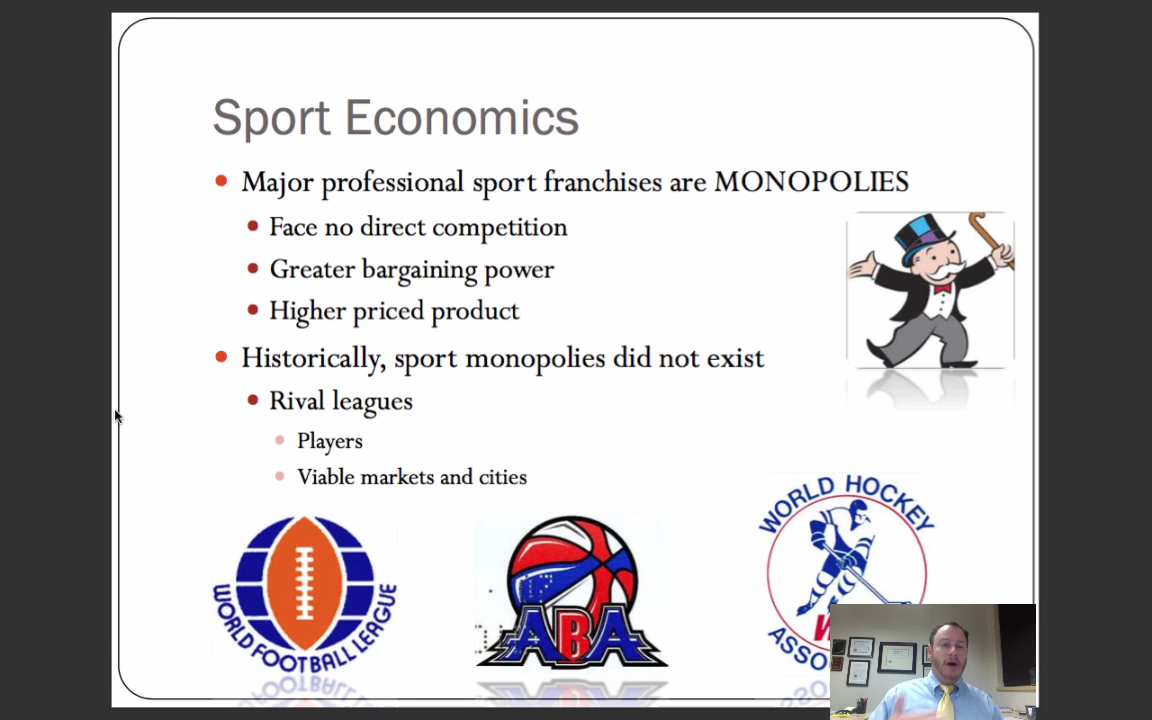 Sport Economics
Major professional sport franchises are MONOPOLIES
Face no direct competition
Greater bargaining power
Higher priced product
Historically, sport monopolies did not exist
Rival leagues
Players
Viable markets and cities
WORLD FOOTBALL LEAGUE
ABA
WORLD HOCKEY